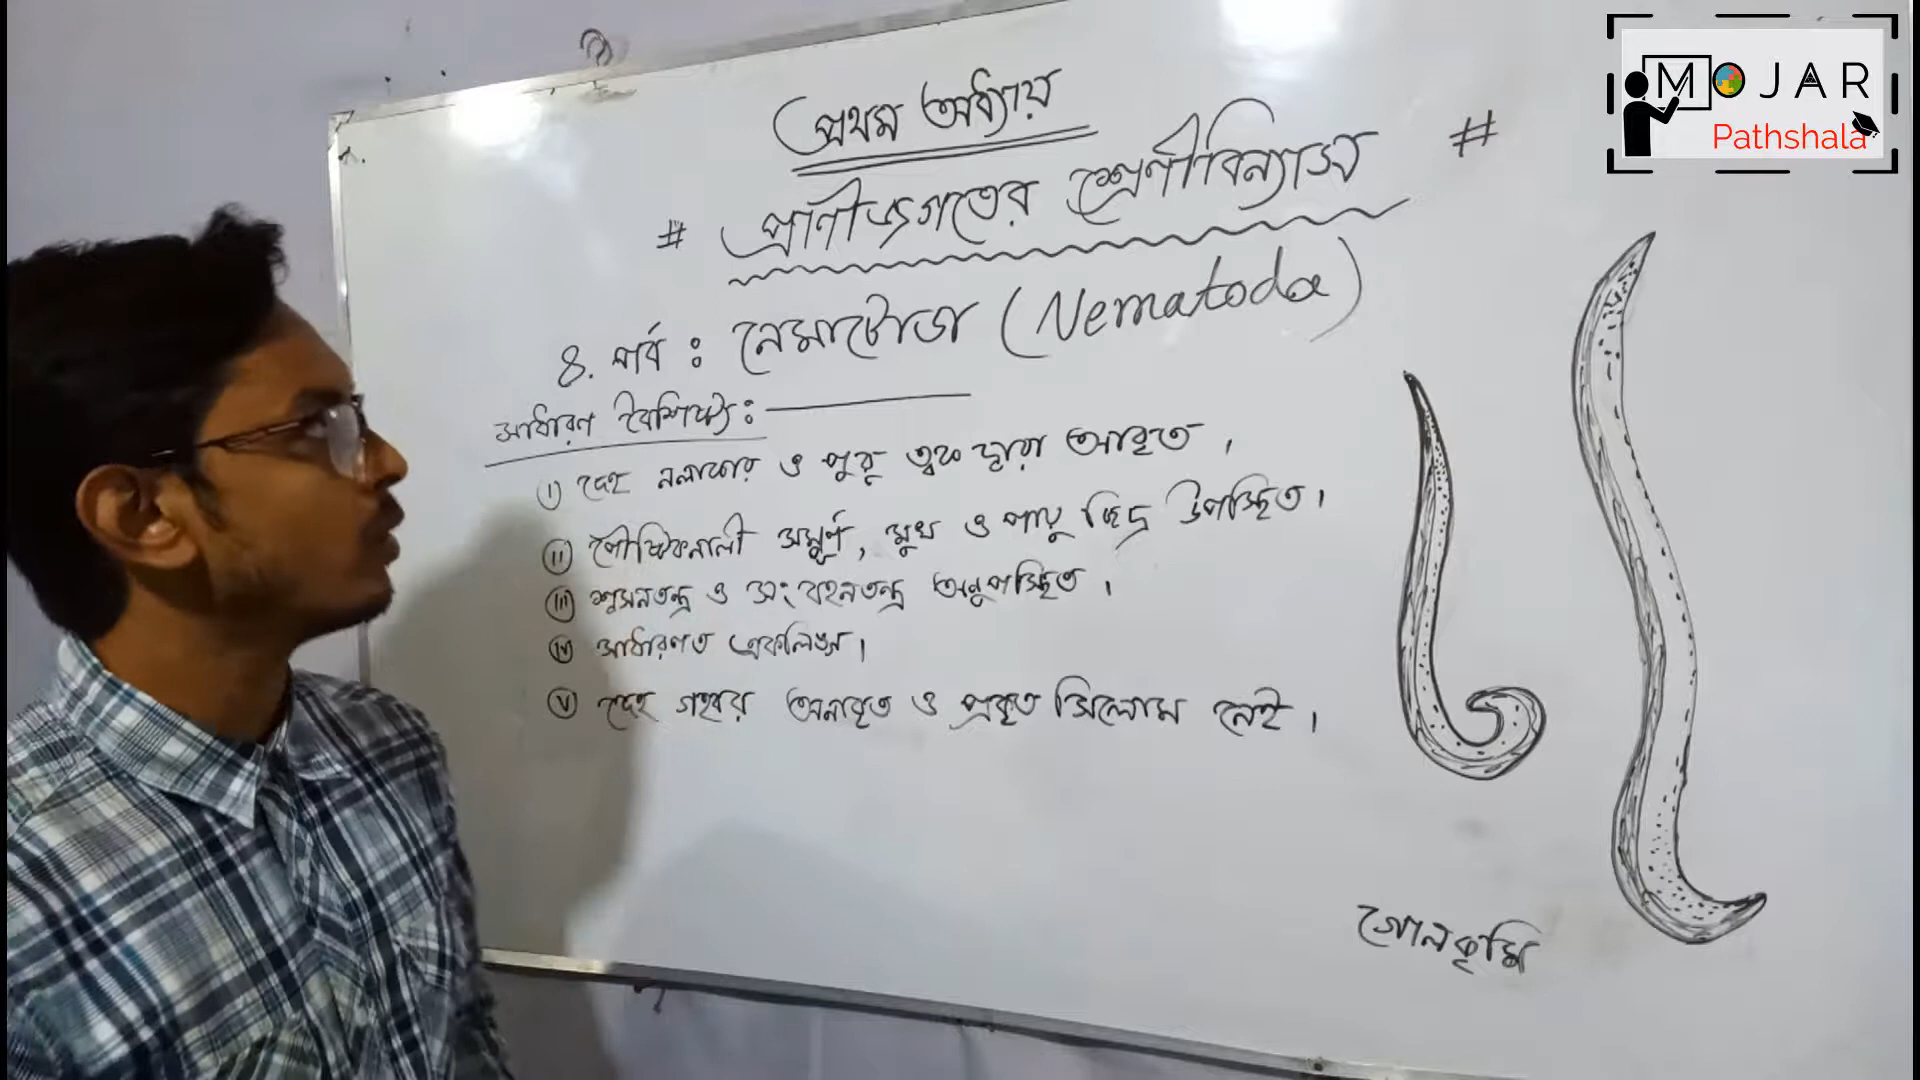 MOJAR
Pathshala
প্রথম অধ্যায়
# প্রাণীজগতের শ্রেণীবিন্যাস #
৪. পর্ব : নেমাটোডা (Nematoda)
সাধারণ বৈশিষ্ট্য :
(i) দেহ নলাকার ও পুরু ত্বক দ্বারা আবৃত ।
(ii) পৌষ্টিকনালী সম্পূর্ণ, মুখ ও পায়ু ছিদ্র উপস্থিত ।
(iii) শ্বসনতন্ত্র ও সংবহনতন্ত্র অনুপস্থিত ।
(iv) সাধারণত একলিঙ্গ ।
(v) দেহ গহ্বর অনাবৃত ও প্রকৃত সিলোম নেই ।
গোলকৃমি